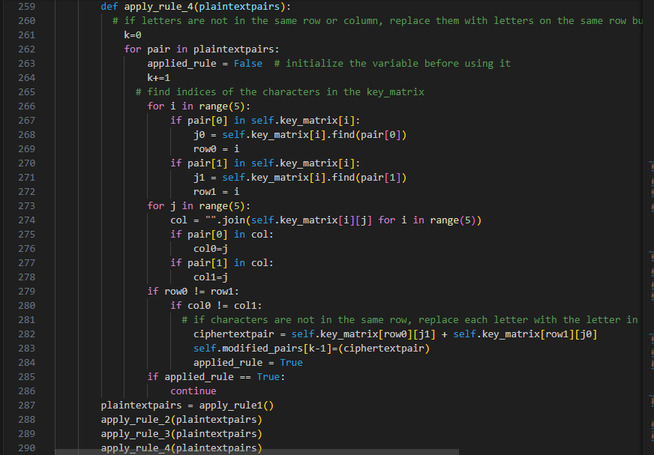 259 def apply_rule_4(plaintextpairs):
260 # if letters are not in the same row or column, replace them with letters on the same row bu
261 k=0
262 for pair in plaintextpairs:
263 applied_rule = False # initialize the variable before using it
264 k+=1
265 # find indices of the characters in the key_matrix
266 for i in range(5):
267 if pair[0] in self.key_matrix[i]:
268 j0 = self.key_matrix[i].find(pair[0])
269 row0 = i
270 if pair[1] in self.key_matrix[i]:
271 j1 = self.key_matrix[i].find(pair[1])
272 row1 = i
273 for j in range(5):
274 col = "".join(self.key_matrix[i][j] for i in range(5))
275 if pair[0] in col:
276 col0=j
277 if pair[1] in col:
278 col1=j
279 if row0 != row1:
280 if col0 != col1:
281 # if characters are not in the same row, replace each letter with the letter in
282 ciphertextpair = self.key_matrix[row0][j1] + self.key_matrix[row1][j0]
283 self.modified_pairs[k-1]=(ciphertextpair)
284 applied_rule = True
285 if applied_rule == True:
286 continue
287 plaintextpairs = apply_rule1()
288 apply_rule_2(plaintextpairs)
289 apply_rule_3(plaintextpairs)
290 apply_rule_4(plaintextpairs)